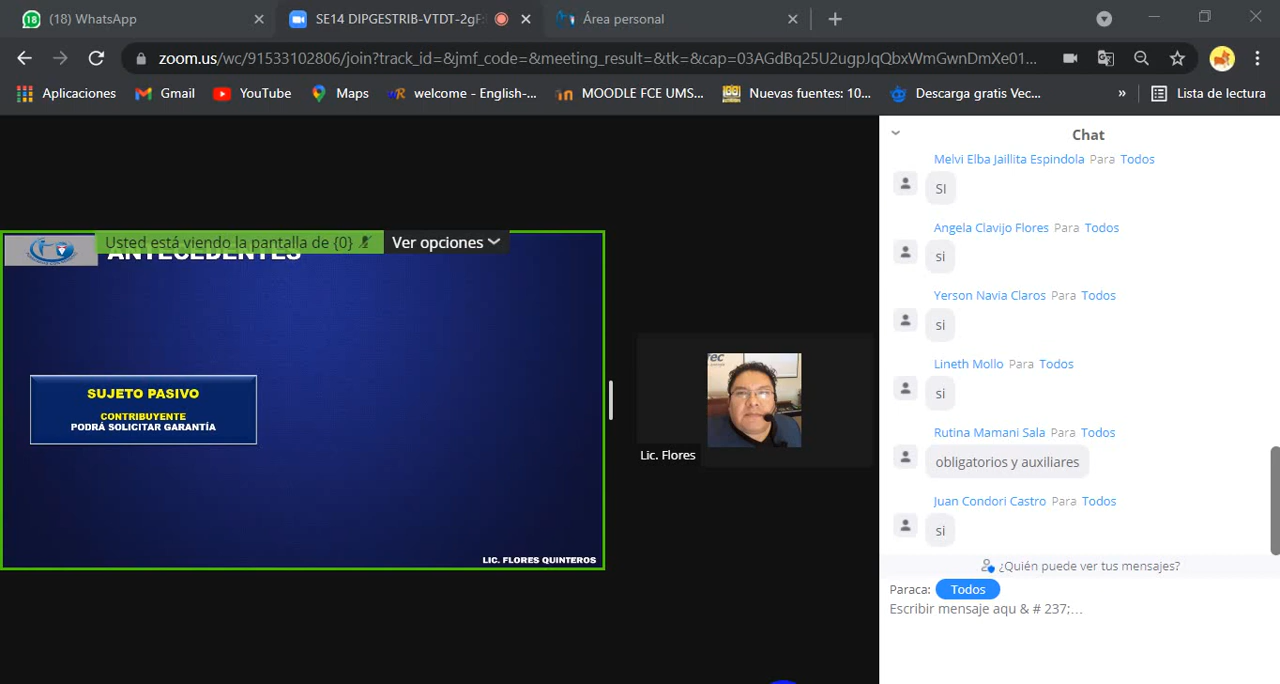 (18) WhatsApp
SE14 DIPGESTRIB-VTDT-2gF
Área personal
zoom.us/wc/91533102806/join?track_id=&jmf_code=&meeting_result=&tk=&cap=03AGdBq25U2ugpJqQbxWmGwnDmXe01...
Aplicaciones
Gmail
YouTube
Maps
welcome - English-...
MOODLE FCE UMS...
Nuevas fuentes: 10...
Descarga gratis Vec...
»
Lista de lectura
Usted está viendo la pantalla de {0}
Ver opciones
ANTECEDENTES
SUJETO PASIVO
CONTRIBUYENTE
PODRÁ SOLICITAR GARANTÍA
LIC. FLORES QUINTEROS
Lic. Flores
Chat
Melvi Elba Jaillita Espindola Para Todos
SI
Angela Clavijo Flores Para Todos
si
Yerson Navia Claros Para Todos
si
Lineth Mollo Para Todos
si
Rutina Mamani Sala Para Todos
obligatorios y auxiliares
Juan Condori Castro Para Todos
si
¿Quién puede ver tus mensajes?
Paraca: Todos
Escribir mensaje aqu & # 237;...